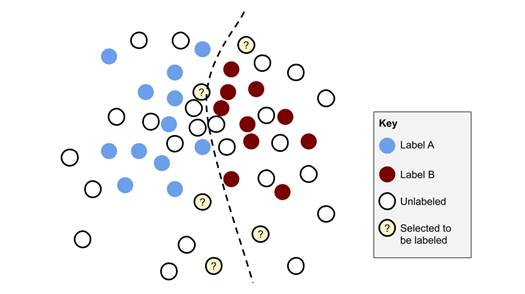 ?
?
?
?
?
Key
Label A
Label B
Unlabeled
? Selected to
be labeled